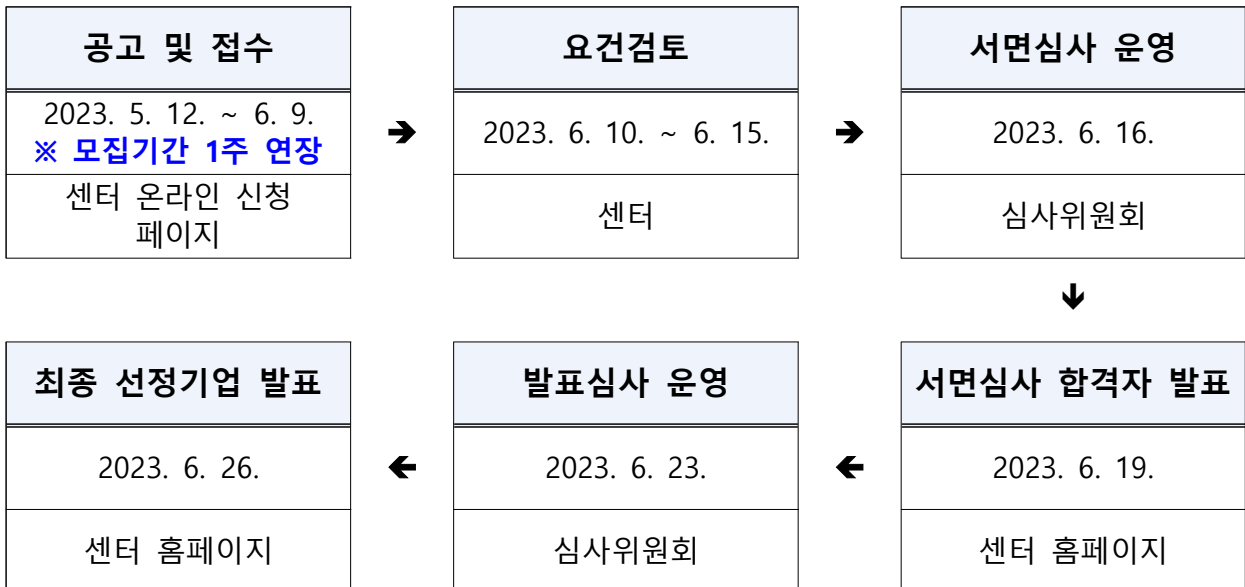 공고 및 접수
2023. 5. 12. ~ 6. 9.
※ 모집기간 1주 연장
센터 온라인 신청
페이지
➔
요건검토
2023. 6. 10. ~ 6. 15.
센터
➔
서면심사 운영
2023. 6. 16.
심사위원회
🡻
서면심사 합격자 발표
2023. 6. 19.
센터 홈페이지
🡸
발표심사 운영
2023. 6. 23.
심사위원회
🡸
최종 선정기업 발표
2023. 6. 26.
센터 홈페이지